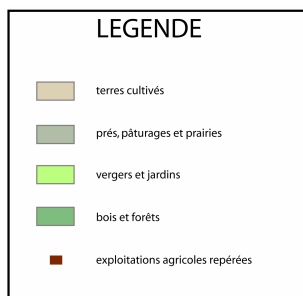 LEGENDE
terres cultivés
prés, pâturages et prairies
vergers et jardins
bois et forêts
exploitations agricoles repérées